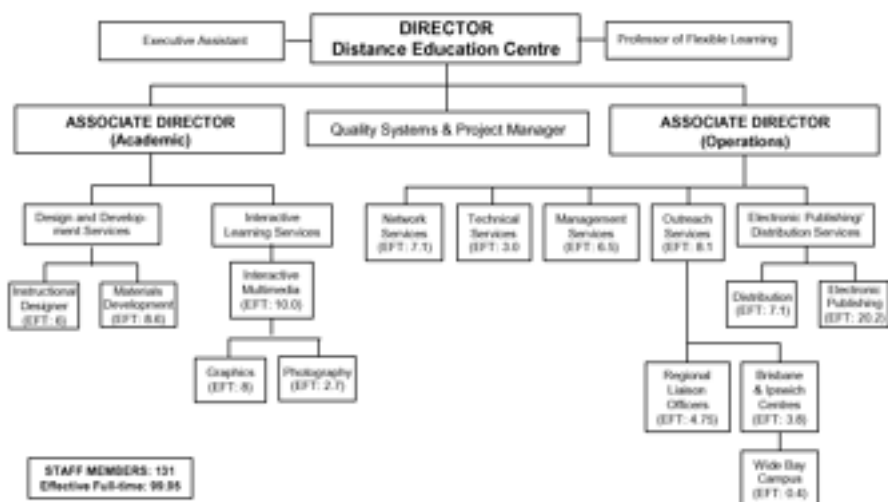 DIRECTOR
Distance Education Centre
Executive Assistant
Professor of Flexible Learning
ASSOCIATE DIRECTOR
(Academic)
Quality Systems & Project Manager
ASSOCIATE DIRECTOR
(Operations)
Design and Develop-
ment Services
Interactive
Learning Services
Network
Services
(EFT: 7.1)
Technical
Services
(EFT: 3.0
Management
Services
(EFT: 6.5)
Outreach
Services
(EFT: 8.1
Electronic Publishing/
Distribution Services
Instructional
Designer
(EFT: 6)
Materials
Development
(EFT: 8.6)
Interactive
Multimedia
(EFT: 10.0)
Distribution
(EFT: 7.1)
Electronic
Publishing
(EFT: 20.2)
Graphics
(EFT: 8)
Photography
(EFT: 2.7)
Regional
Liaison
Officers
(EFT: 4.75)
Brisbane
& Ipswich
Centres
(EFT: 3.8)
Wide Bay
Campus
(EFT: 0.4)
STAFF MEMBERS: 131
Effective Full-time: 99.95